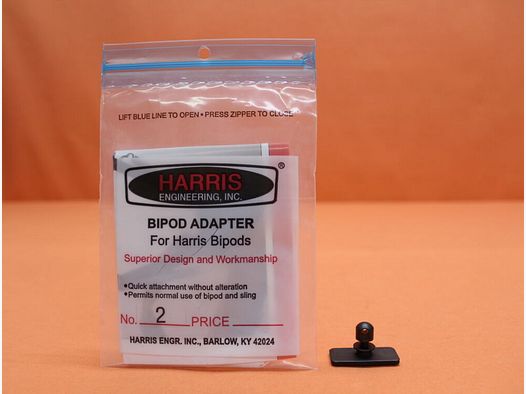 LIFT BLUE LINE TO OPEN • PRESS ZIPPER TO CLOSE
HARRIS ®
ENGINEERING, INC.
BIPOD ADAPTER
For Harris Bipods
Superior Design and Workmanship
•Quick attachment without alteration
•Permits normal use of bipod and sling
No. 2 PRICE
HARRIS ENGR. INC., BARLOW, KY 42024